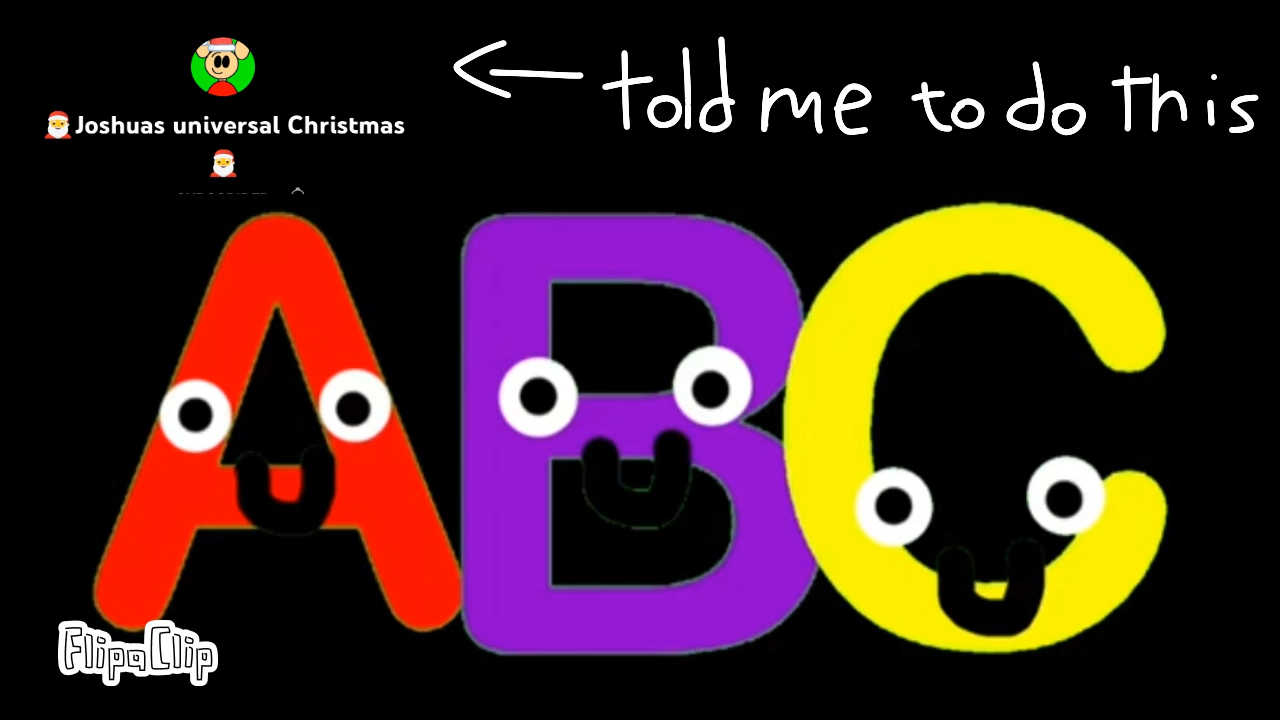 told me to do this
🎅Joshuas universal Christmas
🎅
ABC
FlipaClip